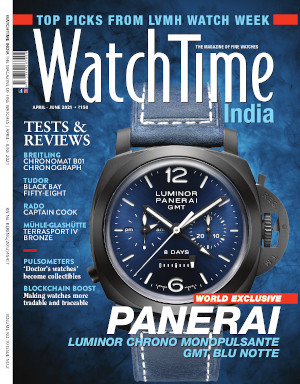 TOP PICKS FROM LVMH WATCH WEEK
THE MAGAZINE OF FINE WATCHES
WatchTime
APRIL - JUNE 2021 • ₹150
India
TESTS &
REVIEWS
BREITLING
CHRONOMAT B01
CHRONOGRAPH
TUDOR
BLACK BAY
FIFTY-EIGHT
RADO
CAPTAIN COOK
MÜHLE-GLASHÜTTE
TERRASPORT IV
BRONZE
PULSOMETERS
'Doctor's watches'
become collectibles
BLOCKCHAIN BOOST
Making watches more
tradable and traceable
LUMINOR
PANERAI
GMT
8 DAYS
WORLD EXCLUSIVE
PANERAI
LUMINOR CHRONO MONOPULSANTE
GMT BLU NOTTE